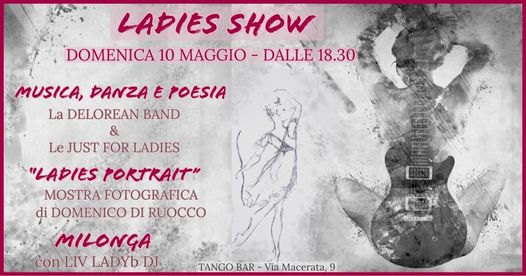 LADIES SHOW
DOMENICA 10 MAGGIO - DALLE 18.30
MUSICA, DANZA E POESIA
La DELOREAN BAND
&
Le JUST FOR LADIES
"LADIES PORTRAIT"
MOSTRA FOTOGRAFICA
di DOMENICO DI RUOCCO
MILONGA
con LIV LADYb DJ
TANGO BAR - Via Macerata, 9